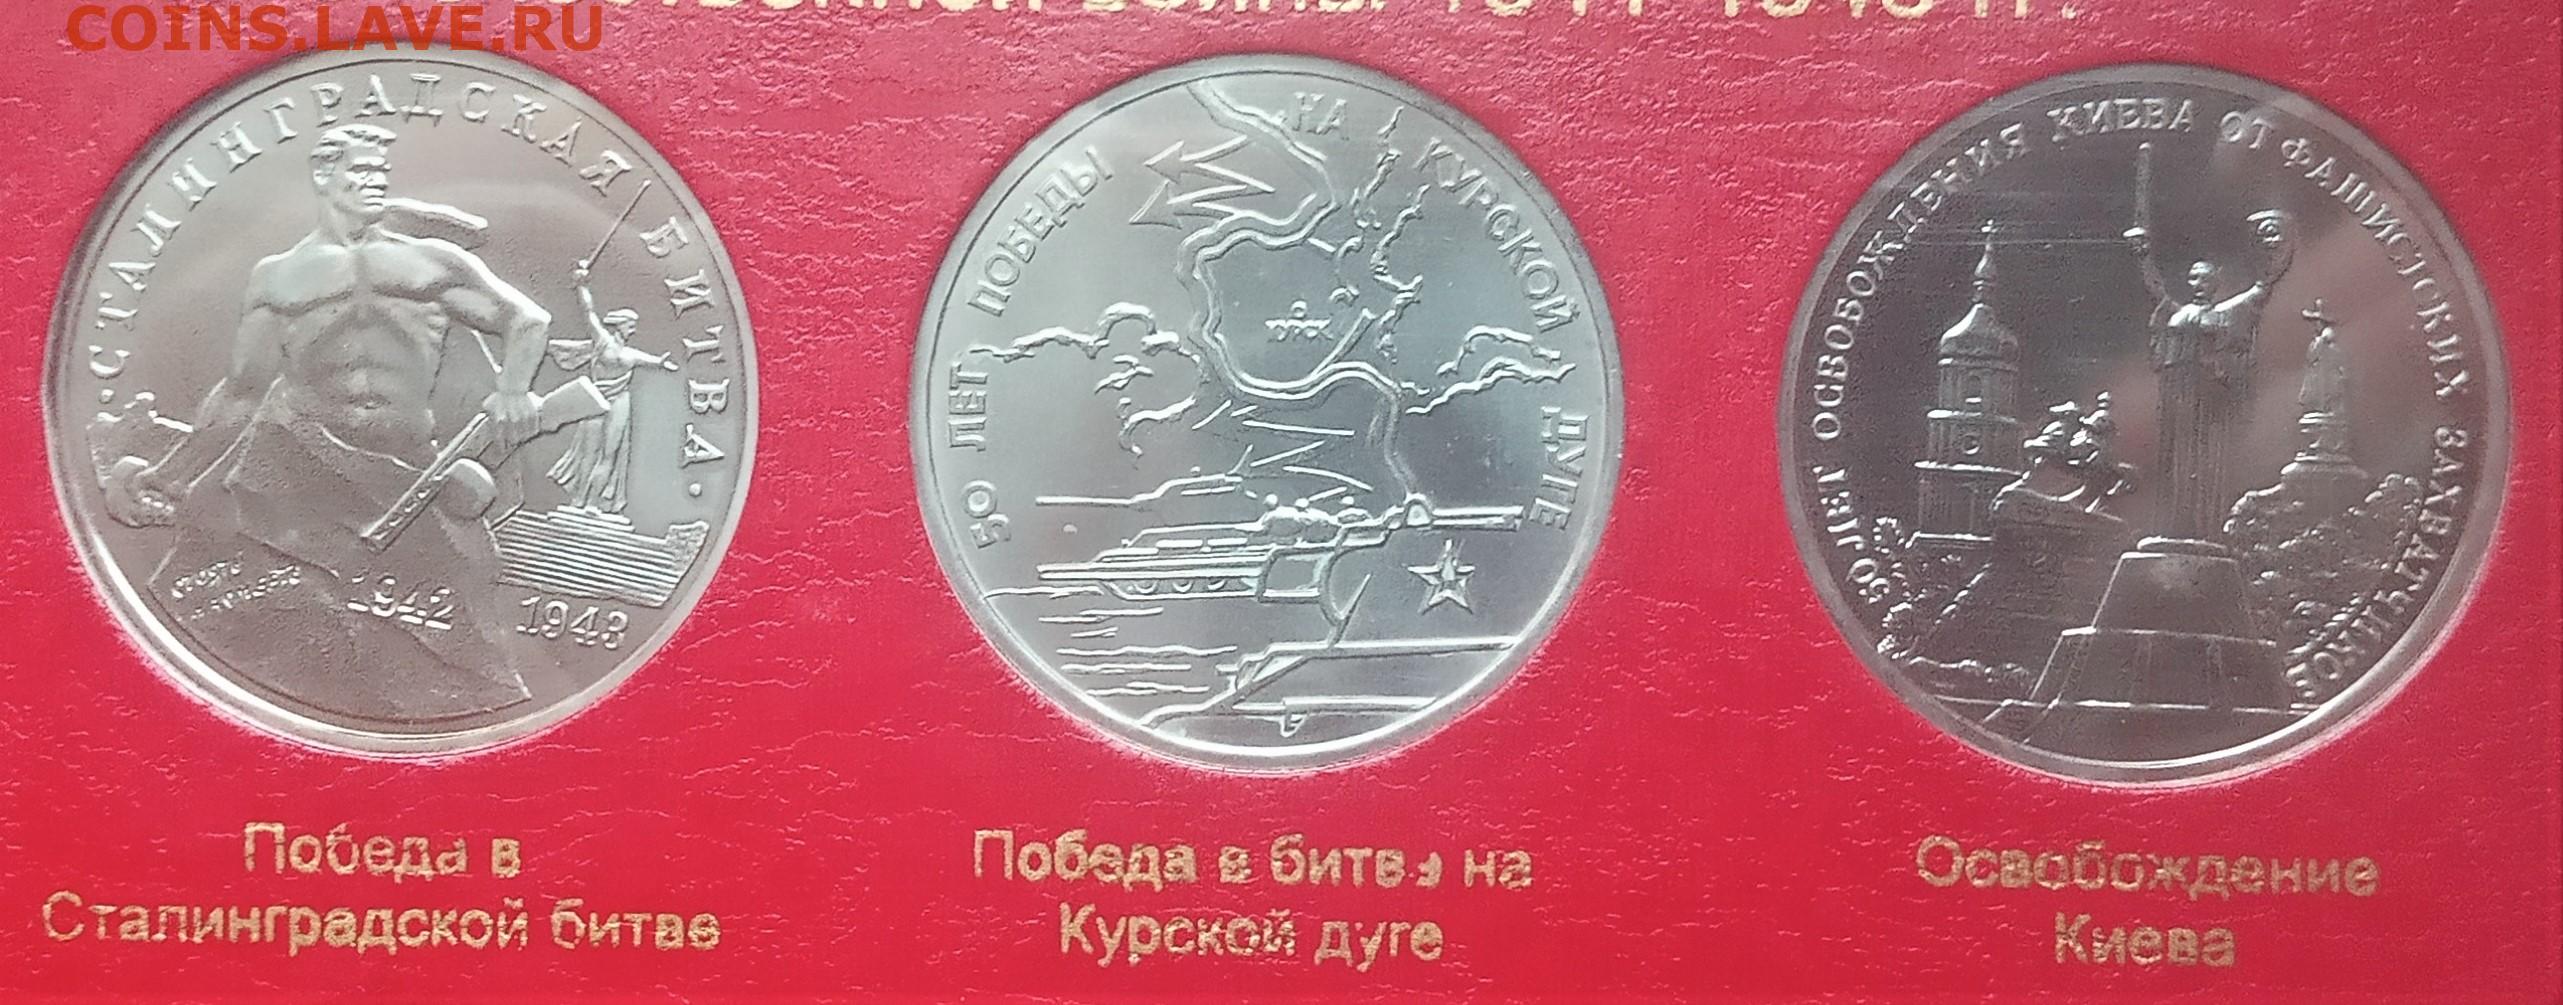 COINS.LAVE.RU
СТАЛИНГРАДСКАЯ БИТВА
1942 1943
50 ЛЕТ ПОБЕДЫ НА КУРСКОЙ ДУГЕ
КУРСК
50 ЛЕТ ОСВОБОЖДЕНИЯ КИЕВА ОТ ФАШИСТСКИХ ЗАХВАТЧИКОВ
Победа в
Сталинградской битве
Победа в битве на
Курской дуге
Освобождение
Киева